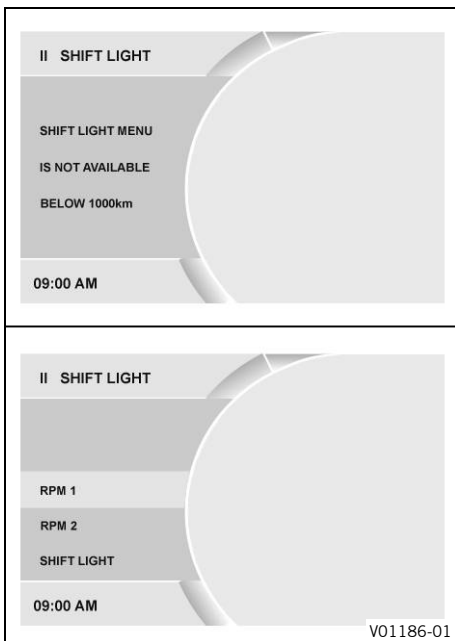 II SHIFT LIGHT
SHIFT LIGHT MENU
IS NOT AVAILABLE
BELOW 1000km
09:00 AM
II SHIFT LIGHT
RPM 1
RPM 2
SHIFT LIGHT
09:00 AM
V01186-01